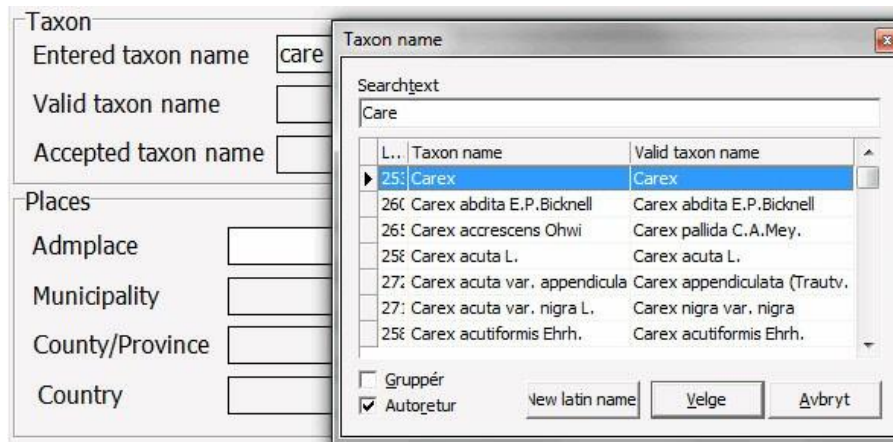 Taxon
Entered taxon name care
Valid taxon name
Accepted taxon name
Places
Admplace
Municipality
County/Province
Country
Taxon name
Searchtext
Care
L... Taxon name Valid taxon name
Carex Carex
Carex abdita E.P.Bicknell Carex abdita E.P.Bicknell
265 Carex accrescens Ohwi Carex pallida C.A.Mey.
Carex acuta L. Carex acuta L.
Carex acuta var. appendicula Carex appendiculata (Trautv.
Carex acuta var. nigra L. Carex nigra var. nigra
Carex acutiformis Ehrh. Carex acutiformis Ehrh.
Gruppér
Autoretur
New latin name Velge Avbryt